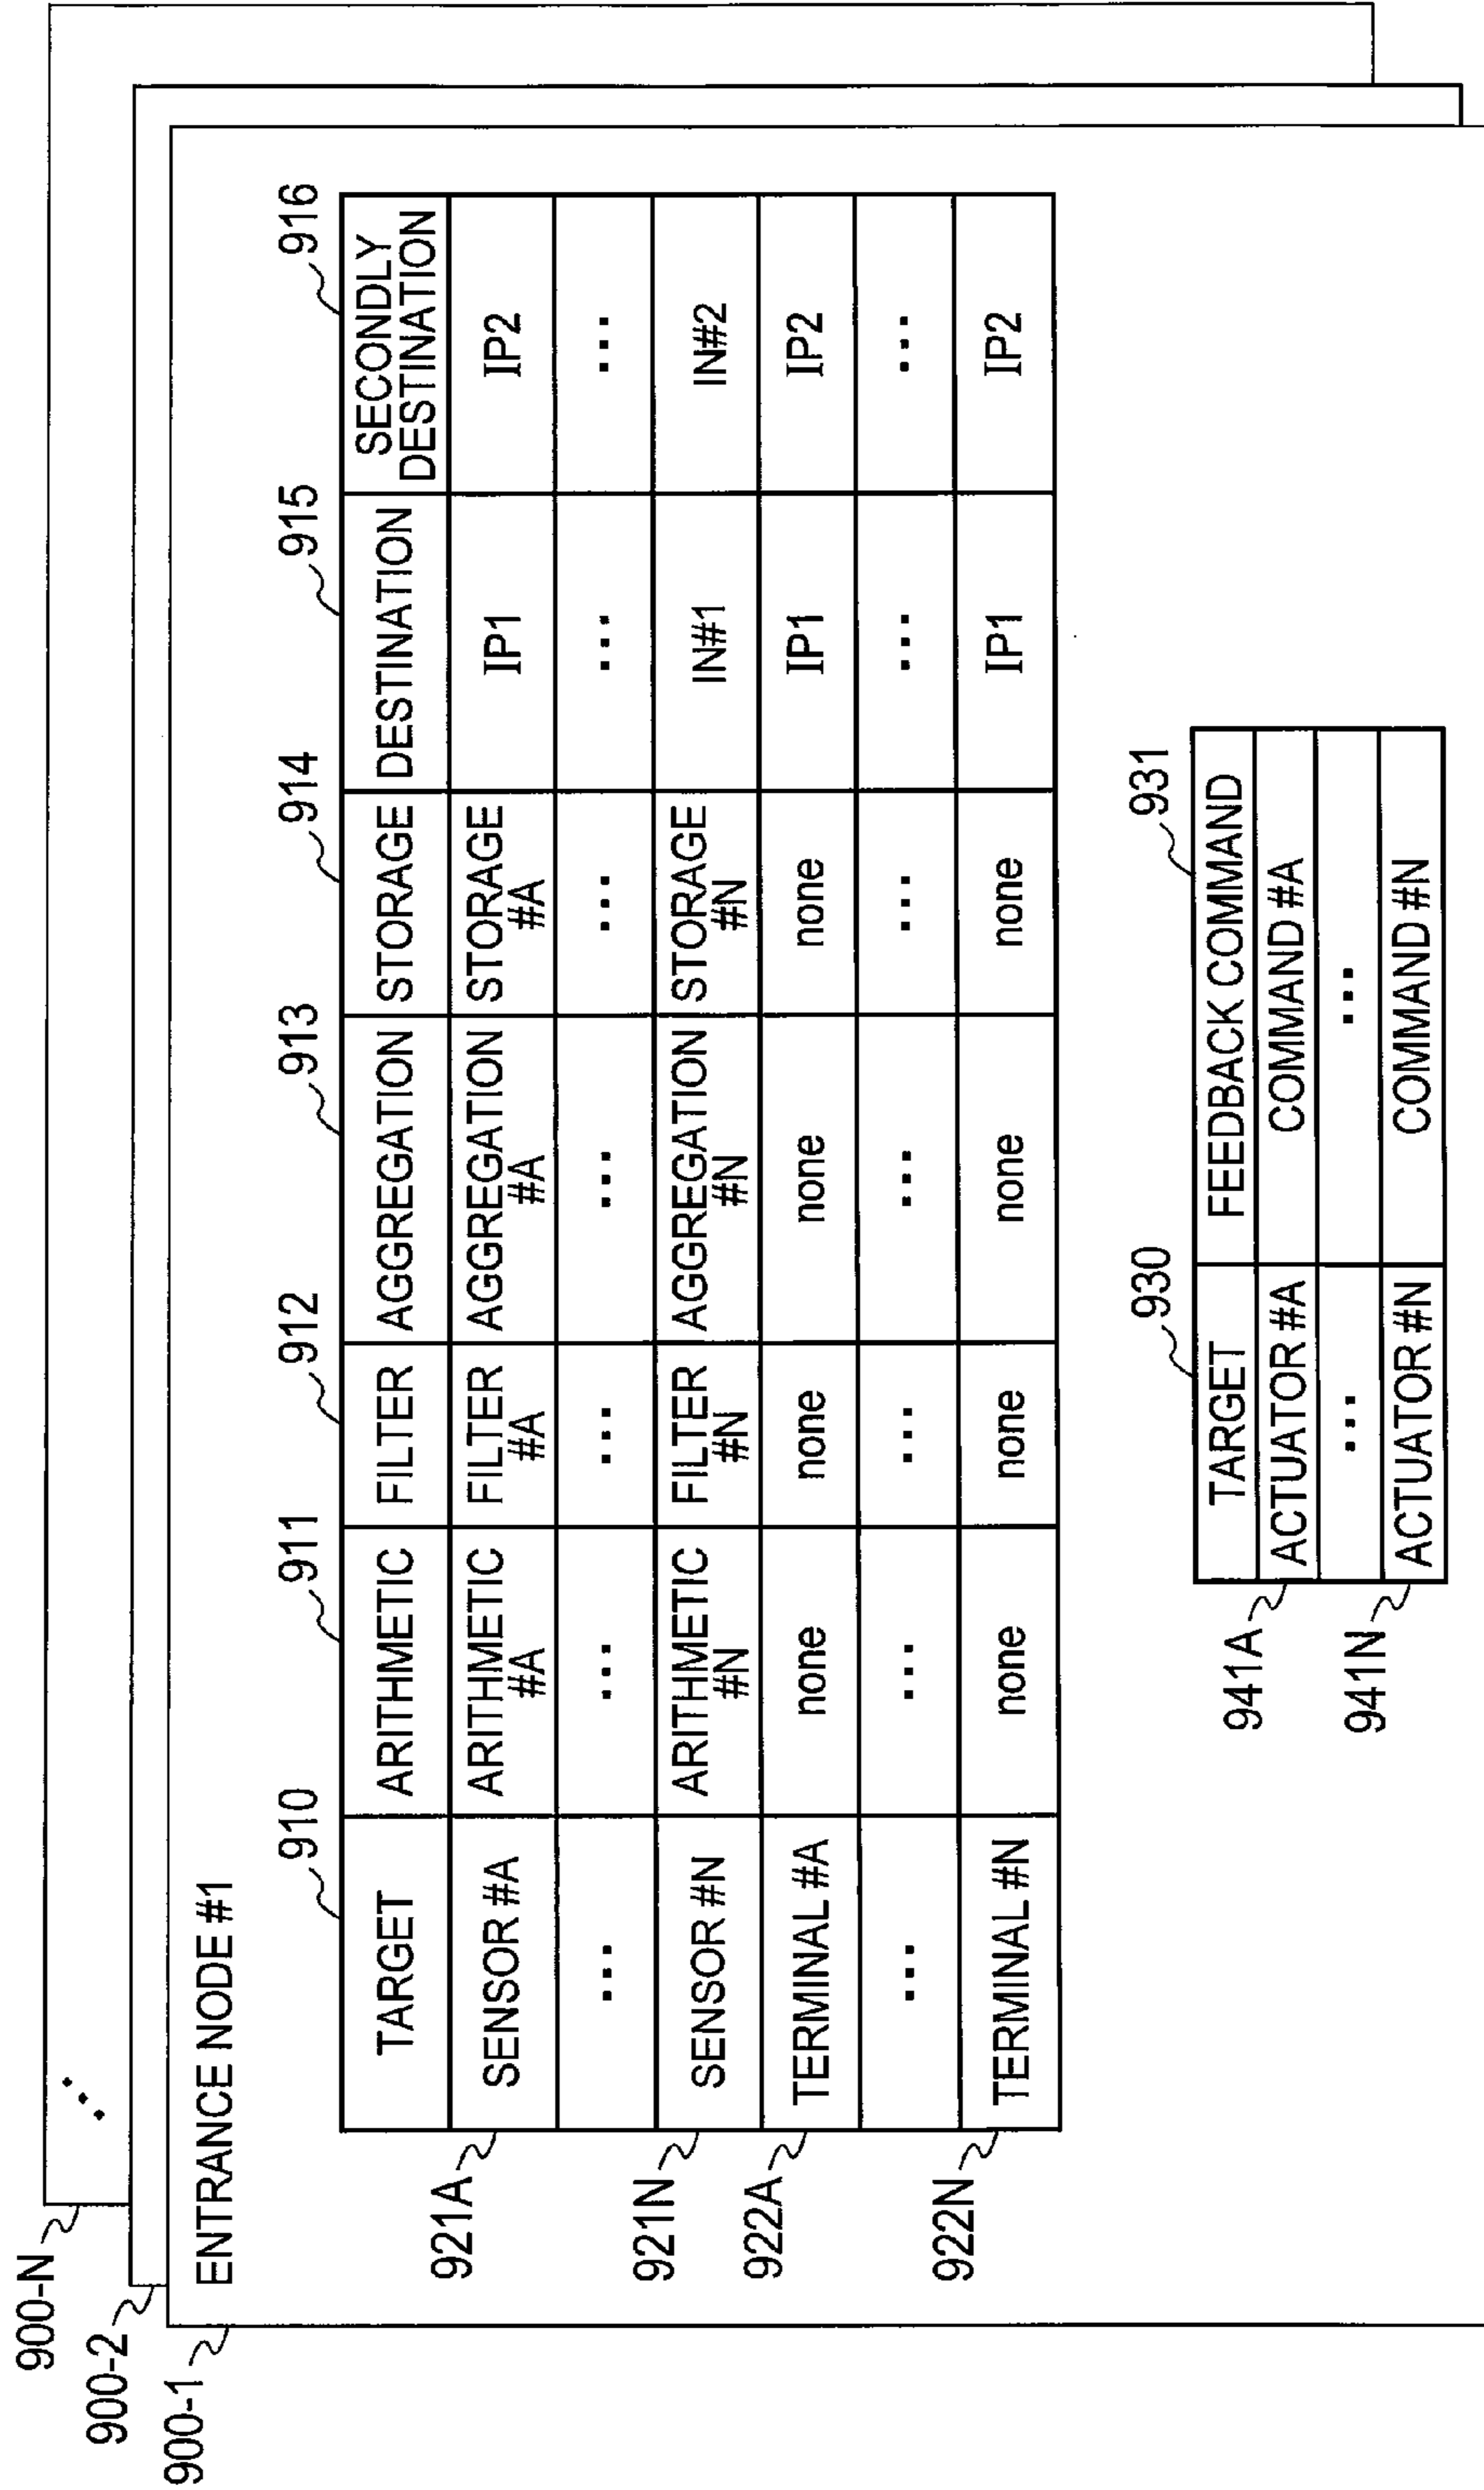 900-N
900-2
900-1
ENTRANCE NODE #1
910
911
912
913
914
915
916
TARGET
ARITHMETIC
FILTER
AGGREGATION
STORAGE
DESTINATION
SECONDLY
DESTINATION
921A
SENSOR #A
ARITHMETIC
#A
FILTER
#A
AGGREGATION
#A
STORAGE
#A
IP1
IP2
...
...
...
...
...
...
...
921N
SENSOR #N
ARITHMETIC
#N
FILTER
#N
AGGREGATION
#N
STORAGE
#N
IN#1
IN#2
922A
TERMINAL #A
none
none
none
none
IP1
IP2
...
...
...
...
...
...
...
922N
TERMINAL #N
none
none
none
none
IP1
IP2
930
931
TARGET
FEEDBACK COMMAND
941A
ACTUATOR #A
COMMAND #A
...
...
941N
ACTUATOR #N
COMMAND #N